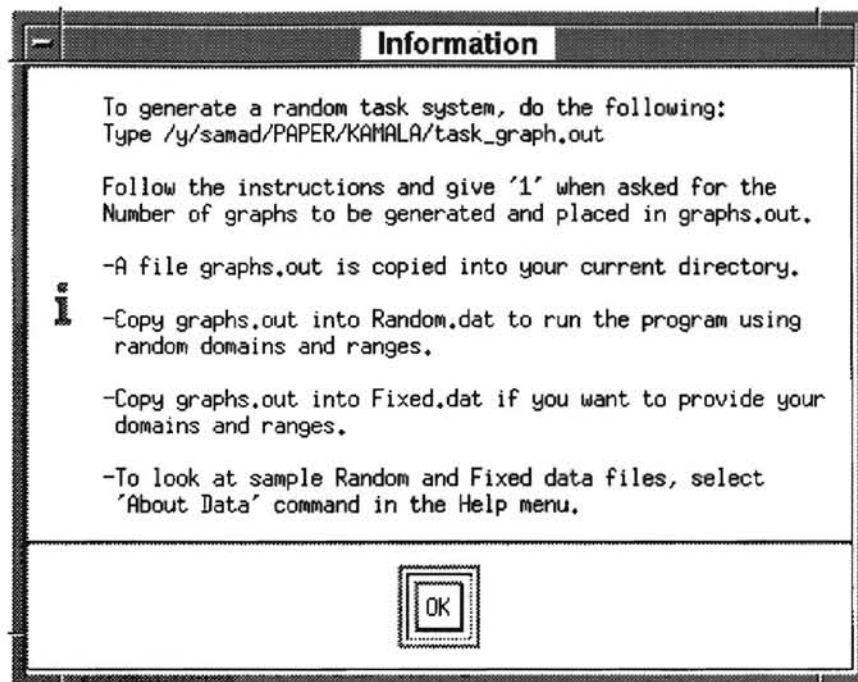 Information
To generate a random task system, do the following:
Type /y/samad/PAPER/KAMALA/task_graph.out
Follow the instructions and give '1' when asked for the
Number of graphs to be generated and placed in graphs.out.
-A file graphs.out is copied into your current directory.
-Copy graphs.out into Random.dat to run the program using
random domains and ranges.
-Copy graphs.out into Fixed.dat if you want to provide your
domains and ranges.
-To look at sample Random and Fixed data files, select
'About Data' command in the Help menu.
OK